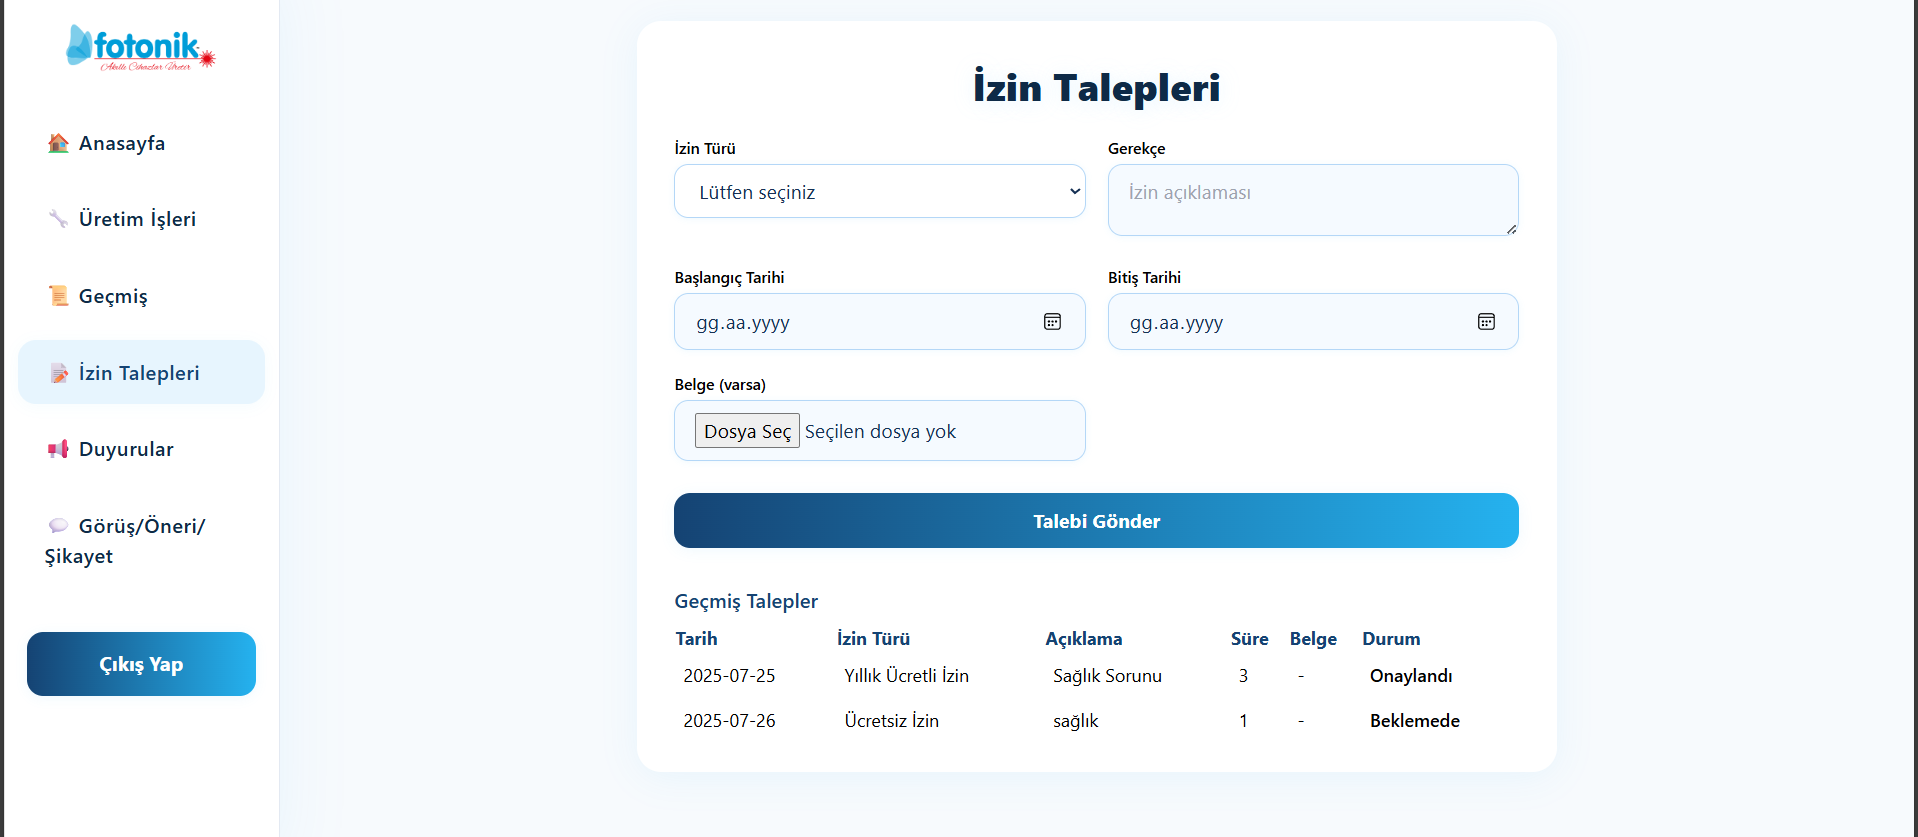 fotonik
Akıllı Cihazlar Üretir
Anasayfa
Üretim İşleri
Geçmiş
İzin Talepleri
Duyurular
Görüş/Öneri/
Şikayet
Çıkış Yap
İzin Talepleri
İzin Türü
Lütfen seçiniz
Gerekçe
İzin açıklaması
Başlangıç Tarihi
gg.aa.yyyy
Bitiş Tarihi
gg.aa.yyyy
Belge (varsa)
Dosya Seç Seçilen dosya yok
Talebi Gönder
Geçmiş Talepler
Tarih İzin Türü Açıklama Süre Belge Durum
2025-07-25 Yıllık Ücretli İzin Sağlık Sorunu 3 - Onaylandı
2025-07-26 Ücretsiz İzin sağlık 1 - Beklemede